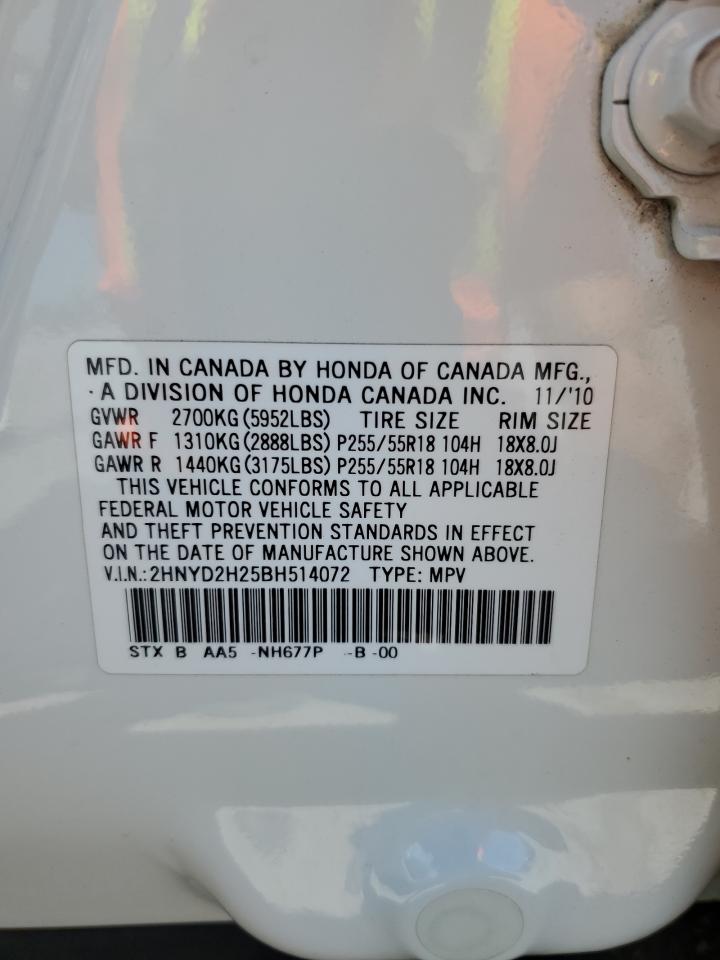 MFD. IN CANADA BY HONDA OF CANADA MFG.,
· A DIVISION OF HONDA CANADA INC. 11/'10
GVWR 2700KG (5952LBS) TIRE SIZE RIM SIZE
GAWR F 1310KG (2888LBS) P255/55R18 104H 18X8.0J
GAWR R 1440KG (3175LBS) P255/55R18 104H 18X8.0J
THIS VEHICLE CONFORMS TO ALL APPLICABLE
FEDERAL MOTOR VEHICLE SAFETY
AND THEFT PREVENTION STANDARDS IN EFFECT
ON THE DATE OF MANUFACTURE SHOWN ABOVE.
V.I.N.:2HNYD2H25BH514072 TYPE: MPV
STX B AA5 -NH677P --B -00